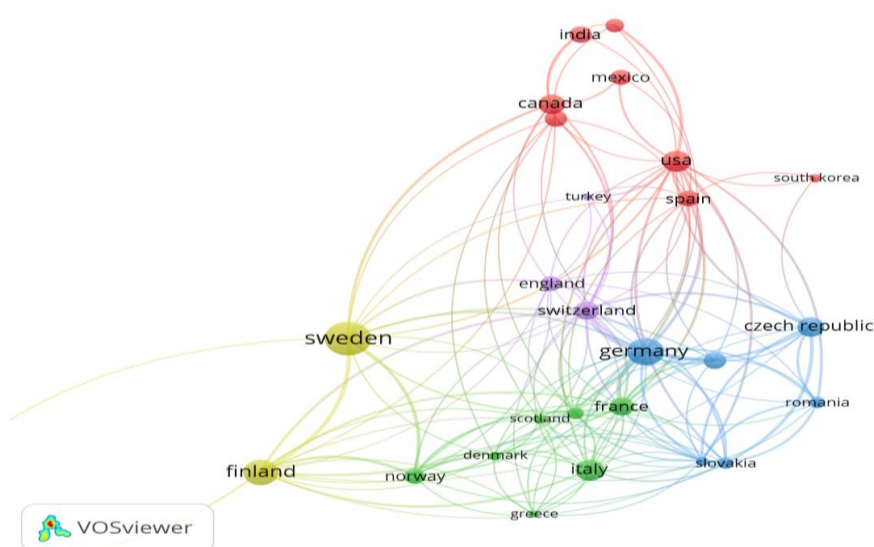 india
mexico
canada
usa
south korea
turkey
spain
england
switzerland
czech republic
sweden
germany
romania
france
scotland
denmark
slovakia
italy
finland
norway
greece
VOSviewer